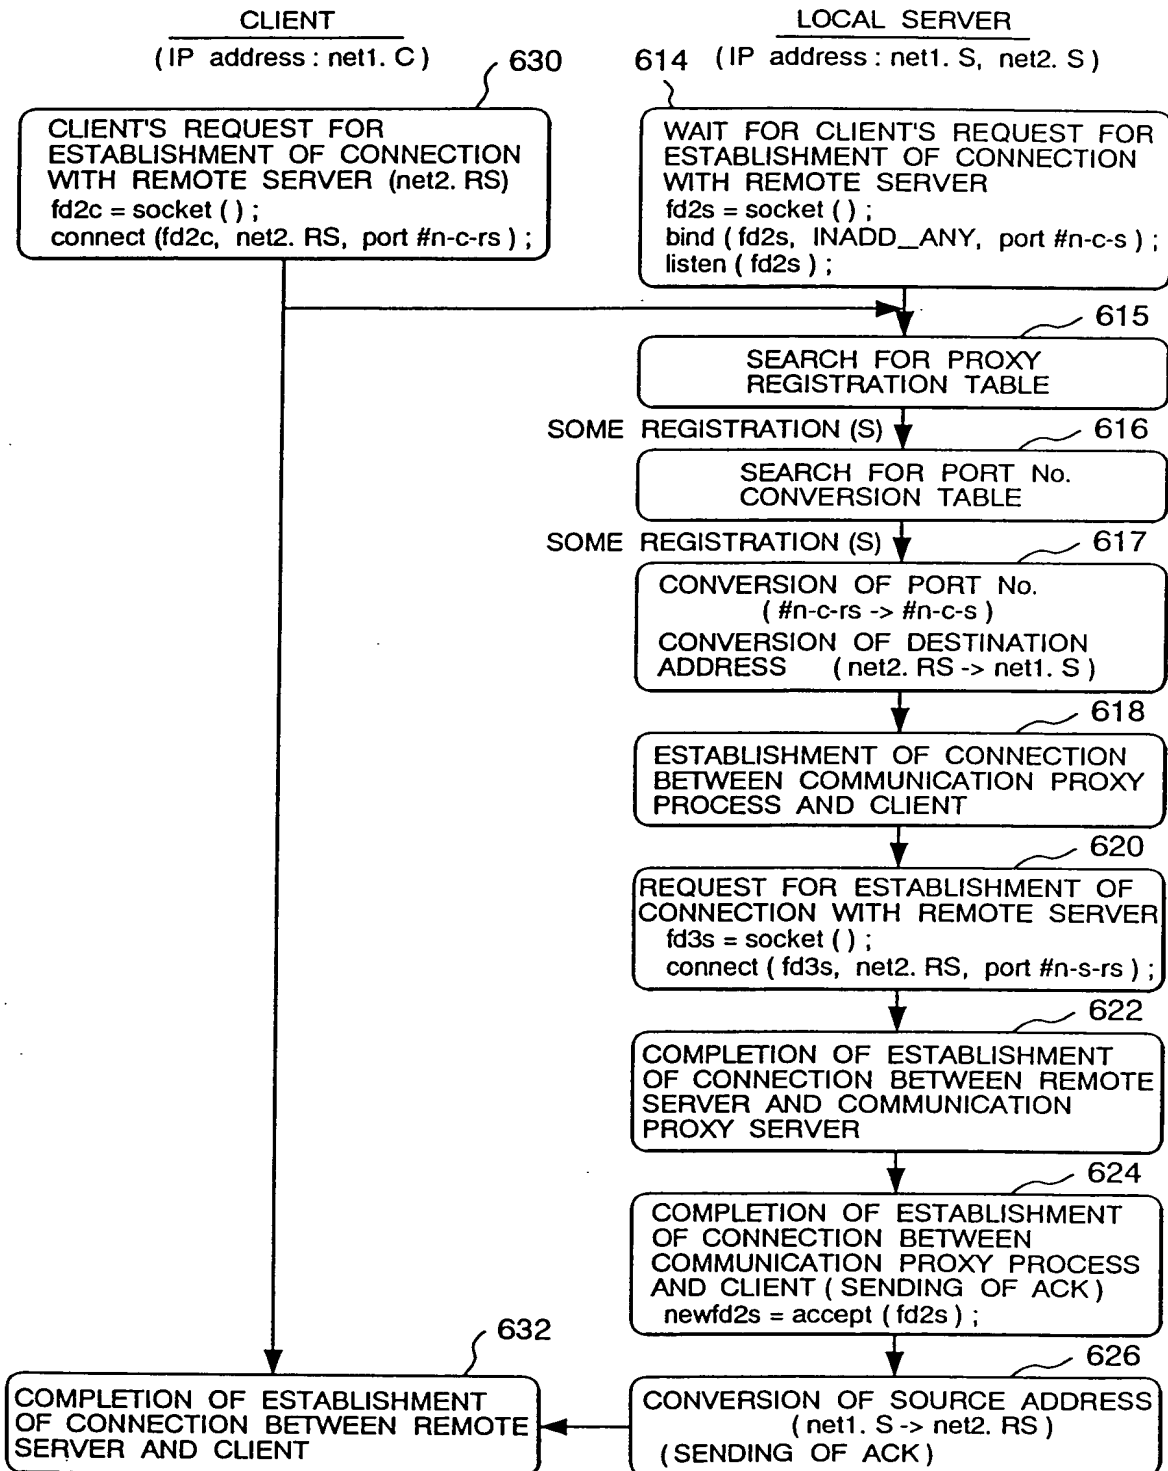 CLIENT
(IP address : net1. C)
630
CLIENT'S REQUEST FOR
ESTABLISHMENT OF CONNECTION
WITH REMOTE SERVER (net2. RS)
fd2c = socket ( ) ;
connect (fd2c, net2. RS, port #n-c-rs ) ;
LOCAL SERVER
614 (IP address : net1. S, net2. S)
WAIT FOR CLIENT'S REQUEST FOR
ESTABLISHMENT OF CONNECTION
WITH REMOTE SERVER
fd2s = socket ( ) ;
bind ( fd2s, INADD_ANY, port #n-c-s ) ;
listen ( fd2s ) ;
615
SEARCH FOR PROXY
REGISTRATION TABLE
SOME REGISTRATION (S)
616
SEARCH FOR PORT No.
CONVERSION TABLE
SOME REGISTRATION (S)
617
CONVERSION OF PORT No.
( #n-c-rs -> #n-c-s )
CONVERSION OF DESTINATION
ADDRESS ( net2. RS -> net1. S )
618
ESTABLISHMENT OF CONNECTION
BETWEEN COMMUNICATION PROXY
PROCESS AND CLIENT
620
REQUEST FOR ESTABLISHMENT OF
CONNECTION WITH REMOTE SERVER
fd3s = socket ( ) ;
connect ( fd3s, net2. RS, port #n-s-rs ) ;
622
COMPLETION OF ESTABLISHMENT
OF CONNECTION BETWEEN REMOTE
SERVER AND COMMUNICATION
PROXY SERVER
624
COMPLETION OF ESTABLISHMENT
OF CONNECTION BETWEEN
COMMUNICATION PROXY PROCESS
AND CLIENT ( SENDING OF ACK )
newfd2s = accept ( fd2s ) ;
626
CONVERSION OF SOURCE ADDRESS
( net1. S -> net2. RS )
( SENDING OF ACK )
632
COMPLETION OF ESTABLISHMENT
OF CONNECTION BETWEEN REMOTE
SERVER AND CLIENT